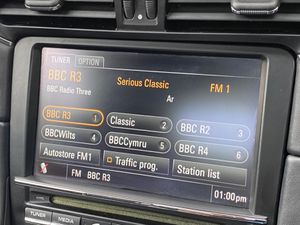 TUNER OPTION
BBC R3 Serious Classic FM 1
BBC Radio Three Ar
BBC R3 1 Classic 2 BBC R2 3
BBCWilts 4 BBCCymru 5 BBC R4 6
Autostore FM1 Traffic prog. Station list
FM BBC R3 01:00pm
TUNER MEDIA